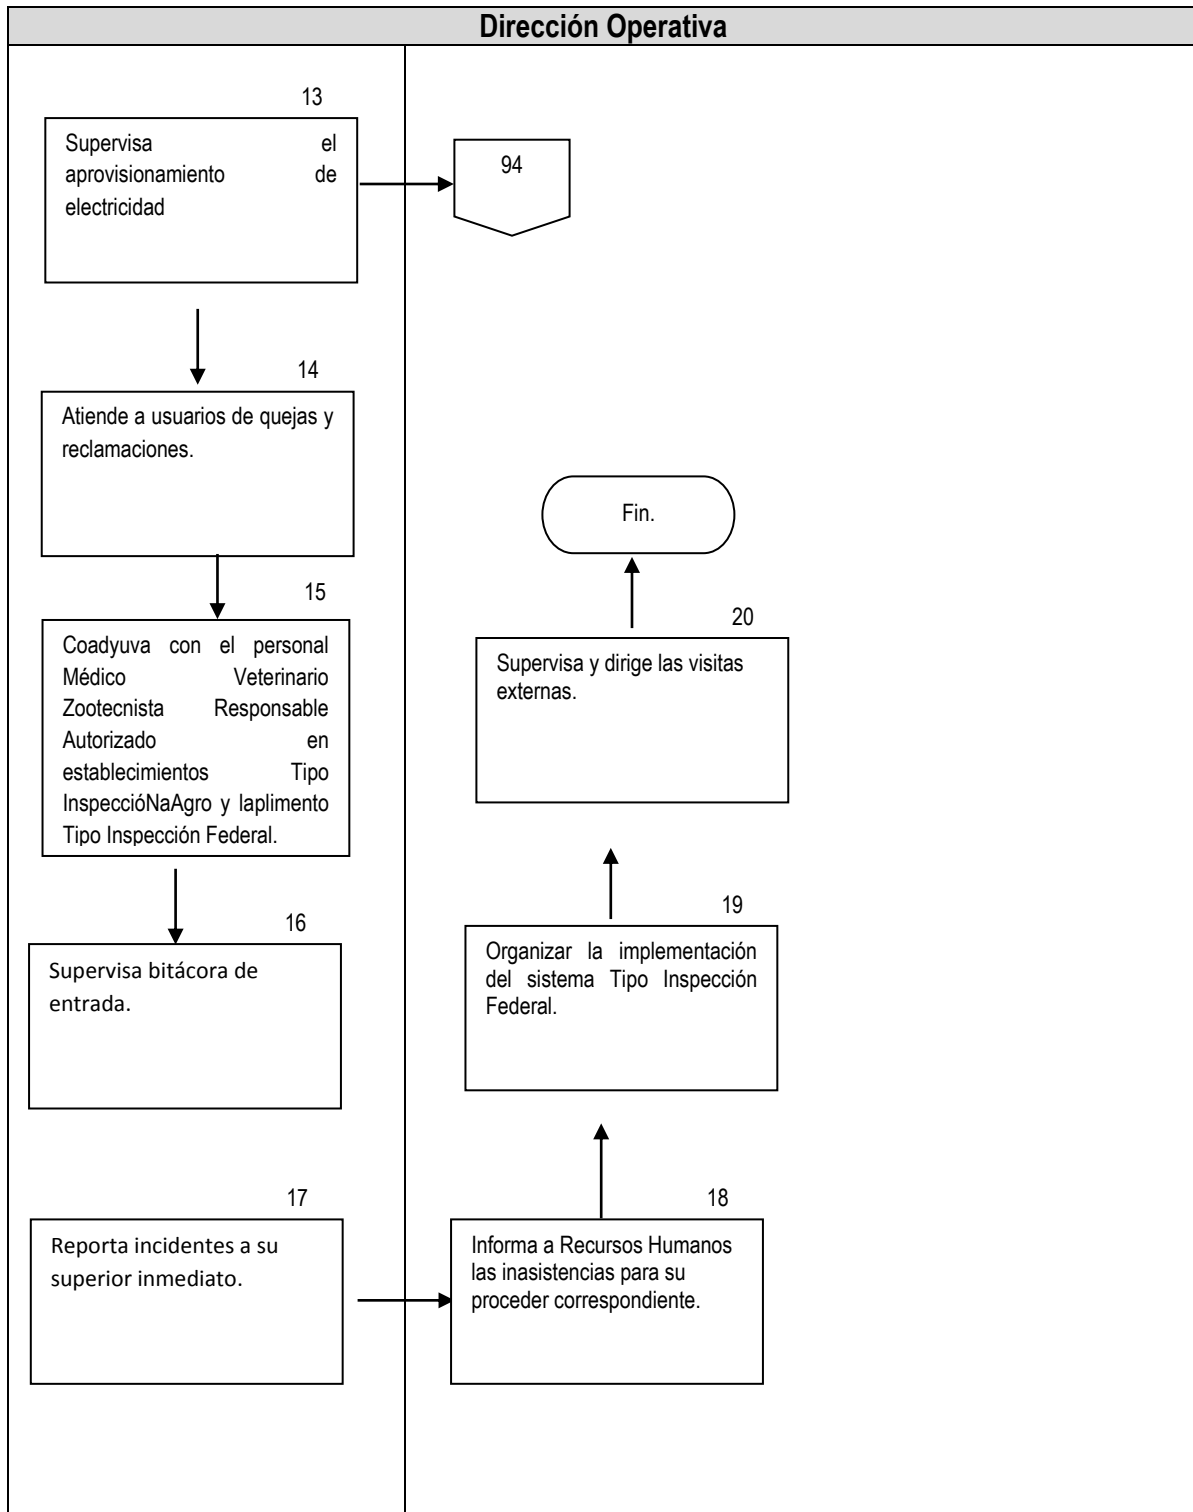 Dirección Operativa
13
Supervisa el
aprovisionamiento de
electricidad
94
14
Atiende a usuarios de quejas y
reclamaciones.
15
Coadyuva con el personal
Médico Veterinario
Zootecnista Responsable
Autorizado en
establecimientos Tipo
InspeccióNaAgro y laplimento
Tipo Inspección Federal.
16
Supervisa bitácora de
entrada.
17
Reporta incidentes a su
superior inmediato.
18
Informa a Recursos Humanos
las inasistencias para su
proceder correspondiente.
19
Organizar la implementación
del sistema Tipo Inspección
Federal.
20
Supervisa y dirige las visitas
externas.
Fin.